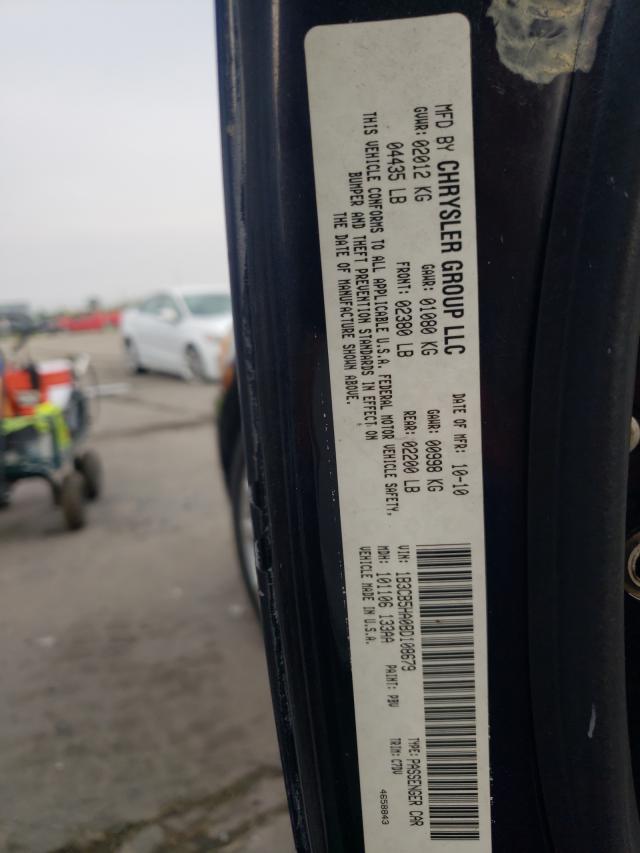 MFD BY CHRYSLER GROUP LLC DATE OF MFR: 10-10
GVWR: 02012 KG GAWR: 01080 KG GAWR: 00998 KG
04435 LB FRONT: 02380 LB REAR: 02200 LB
THIS VEHICLE CONFORMS TO ALL APPLICABLE U.S.A. FEDERAL MOTOR VEHICLE SAFETY,
BUMPER AND THEFT PREVENTION STANDARDS IN EFFECT ON
THE DATE OF MANUFACTURE SHOWN ABOVE.
VIN: 1B3CB5HA0BD108679 TYPE: PASSENGER CAR
MDH: 101106 133AA PAINT: PBV TRIM: C7DV
VEHICLE MADE IN U.S.A.
4658843